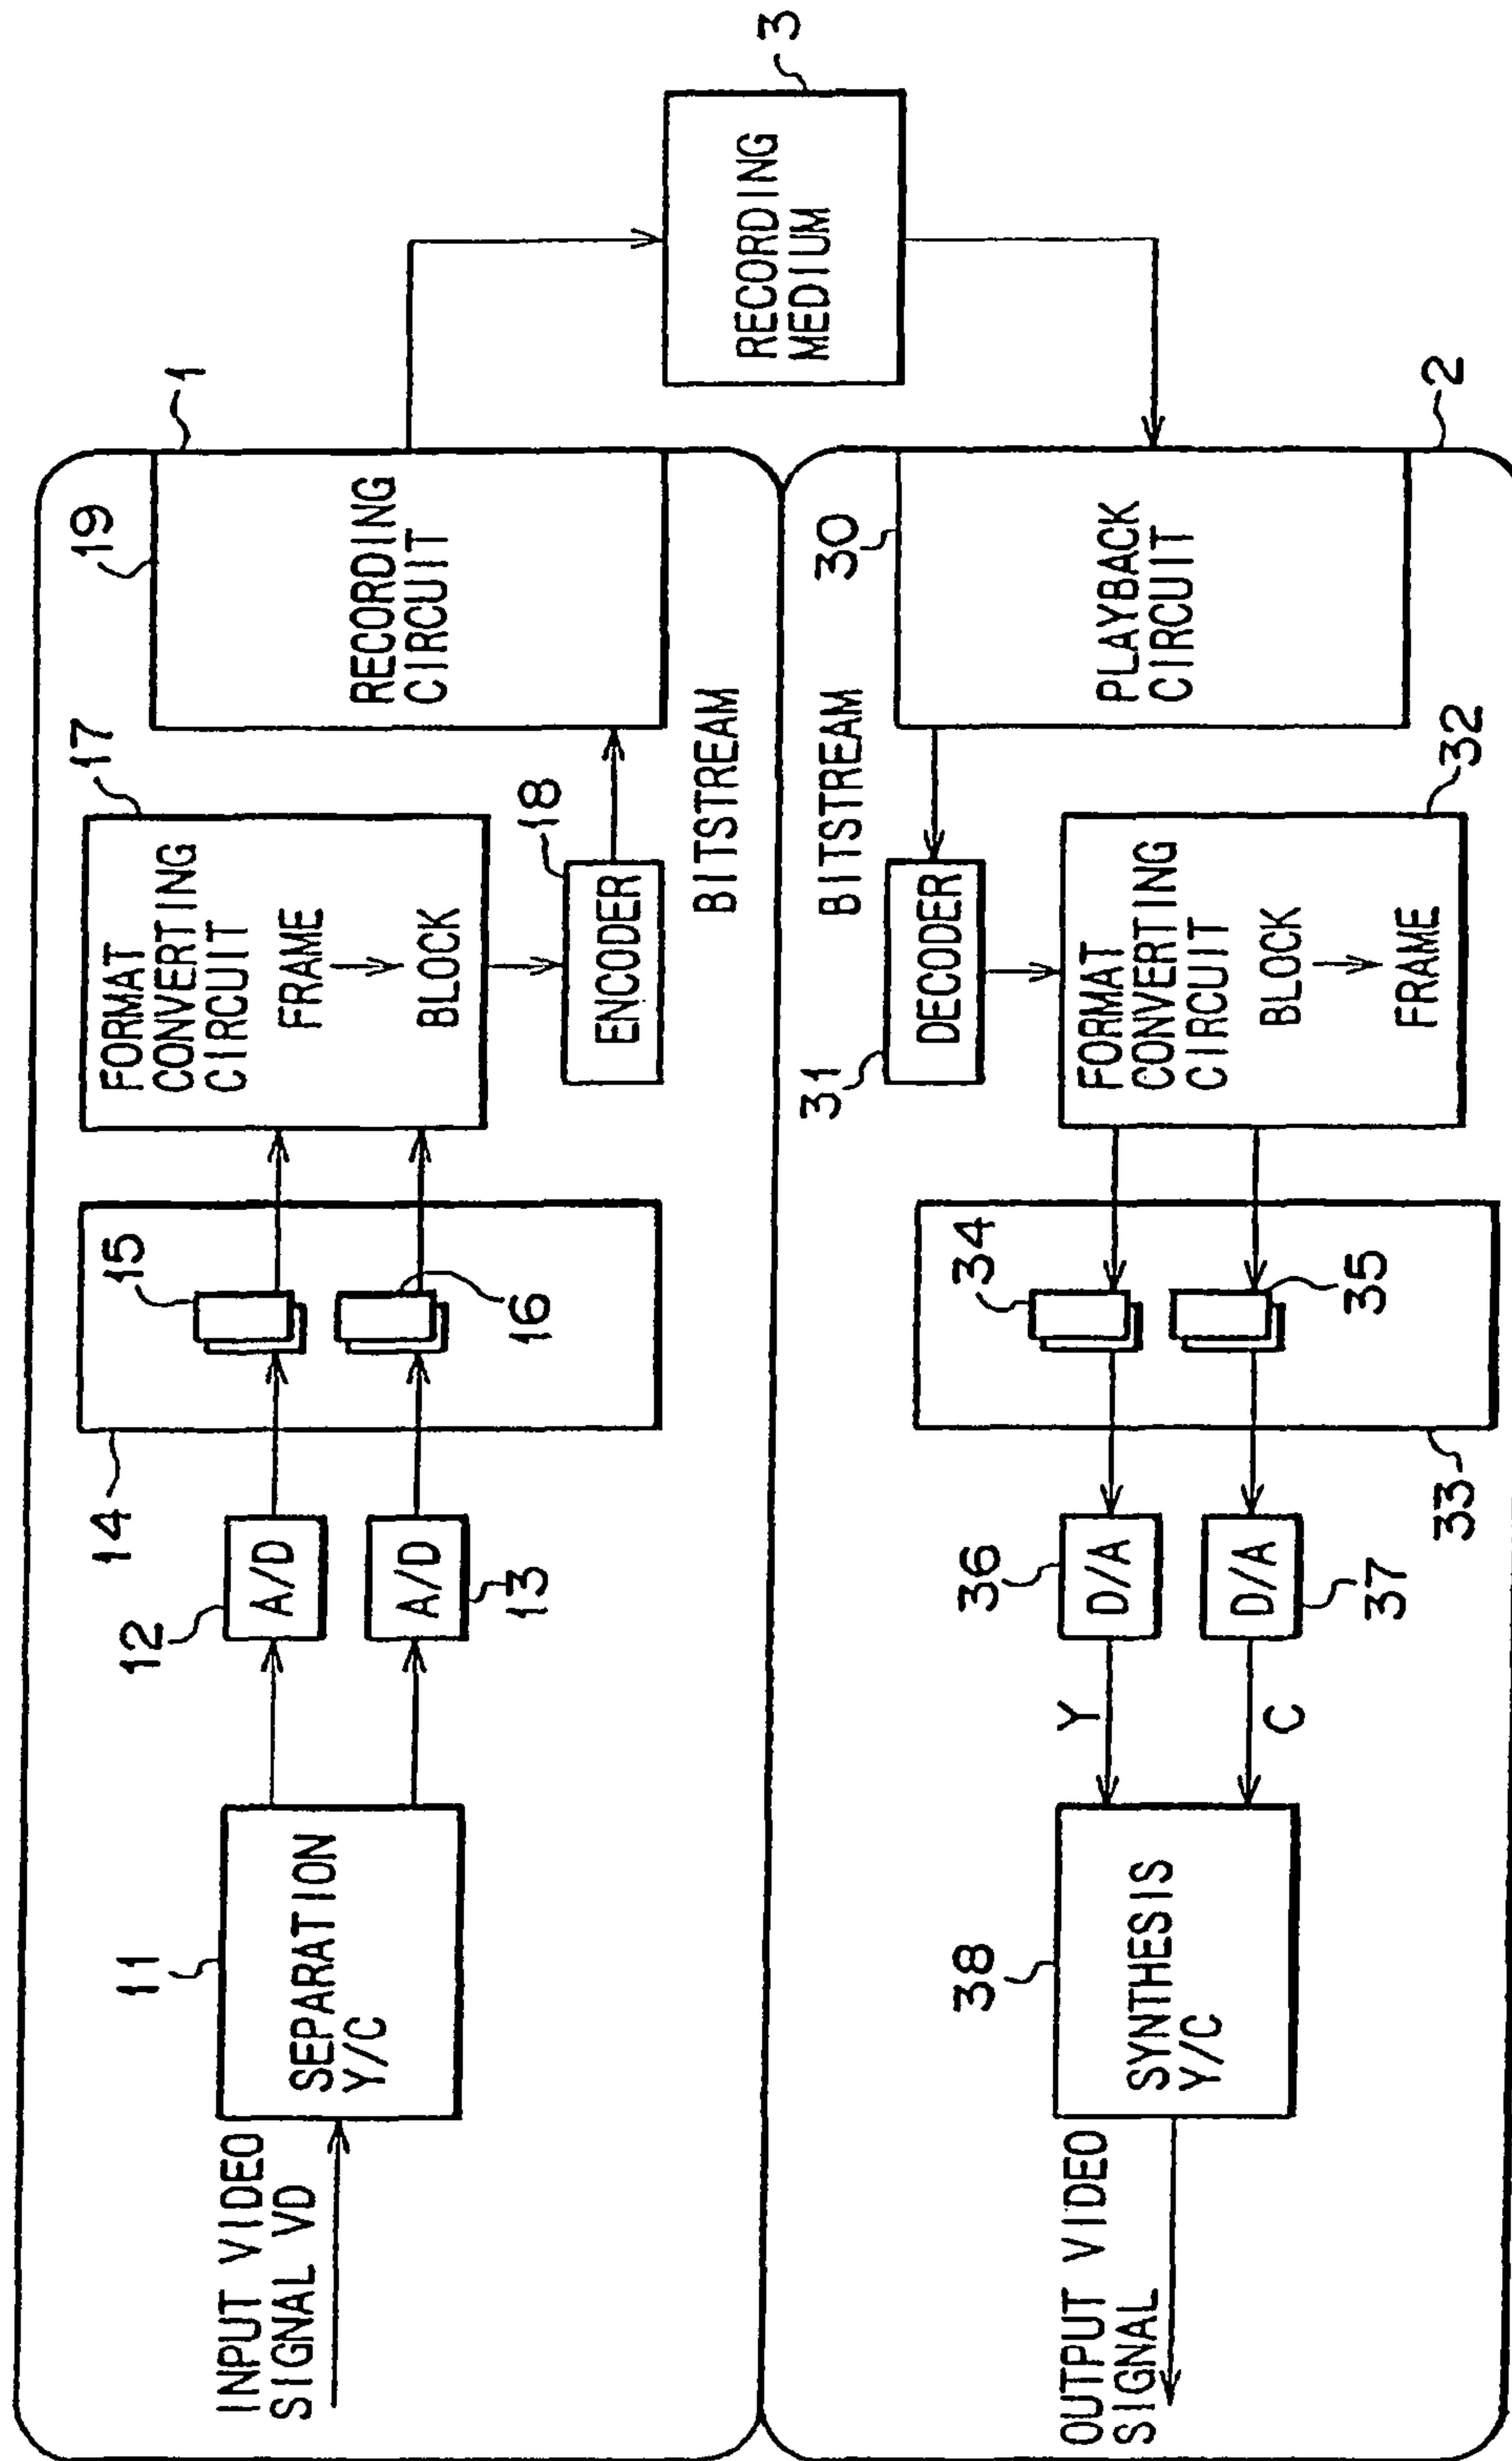 1
19
17
15
14
12
11
INPUT VIDEO
SIGNAL VD
SEPARATION
Y/C
A/D
A/D
13
16
FORMAT
CONVERTING
CIRCUIT
FRAME
BLOCK
18
ENCODER
RECORDING
CIRCUIT
BITSTREAM
RECORDING
MEDIUM
3
BITSTREAM
30
PLAYBACK
CIRCUIT
2
31
DECODER
32
FORMAT
CONVERTING
CIRCUIT
BLOCK
FRAME
34
35
33
36
D/A
D/A
37
Y
C
38
SYNTHESIS
Y/C
OUTPUT VIDEO
SIGNAL